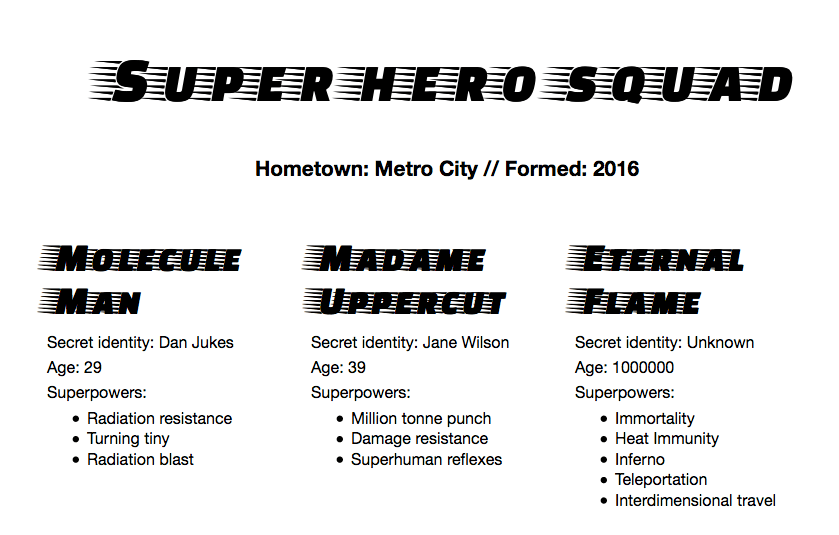 Super hero squad
Hometown: Metro City // Formed: 2016
Molecule
Man
Secret identity: Dan Jukes
Age: 29
Superpowers:
• Radiation resistance
• Turning tiny
• Radiation blast
Madame
Uppercut
Secret identity: Jane Wilson
Age: 39
Superpowers:
• Million tonne punch
• Damage resistance
• Superhuman reflexes
Eternal
Flame
Secret identity: Unknown
Age: 1000000
Superpowers:
• Immortality
• Heat Immunity
• Inferno
• Teleportation
• Interdimensional travel